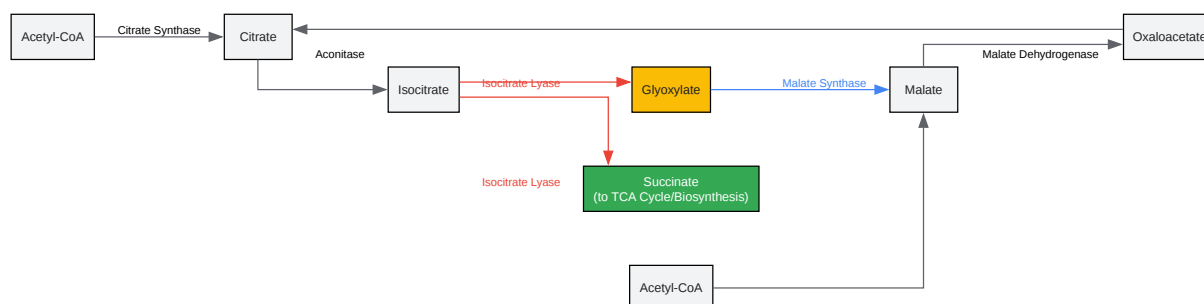 Acetyl-CoA
Citrate Synthase
Citrate
Oxaloacetate
Aconitase
Malate Dehydrogenase
Isocitrate
Isocitrate Lyase
Glyoxylate
Malate Synthase
Malate
Isocitrate Lyase
Succinate
(to TCA Cycle/Biosynthesis)
Acetyl-CoA